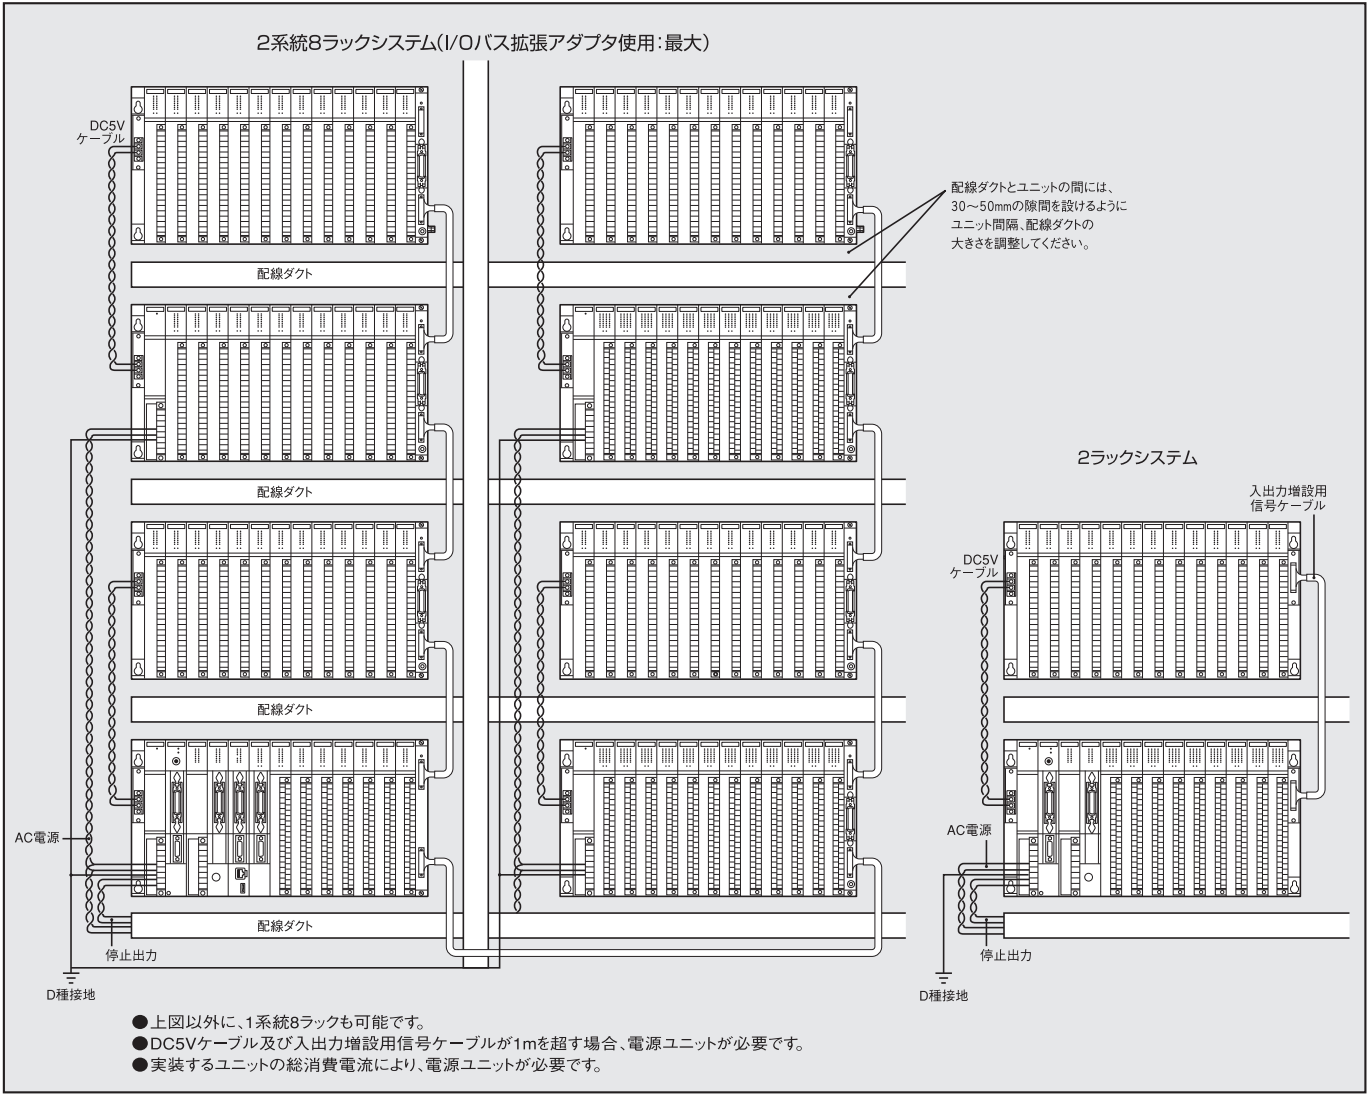 2系統8ラックシステム(I/Oバス拡張アダプタ使用:最大)
DC5V
ケーブル
配線ダクトとユニットの間には、
30〜50mmの隙間を設けるように
ユニット間隔、配線ダクトの
大きさを調整してください。
配線ダクト
配線ダクト
2ラックシステム
入出力増設用
信号ケーブル
DC5V
ケーブル
配線ダクト
AC電源
AC電源
配線ダクト
停止出力
停止出力
D種接地
D種接地
●上図以外に、1系統8ラックも可能です。
●DC5Vケーブル及び入出力増設用信号ケーブルが1mを超す場合、電源ユニットが必要です。
●実装するユニットの総消費電流により、電源ユニットが必要です。